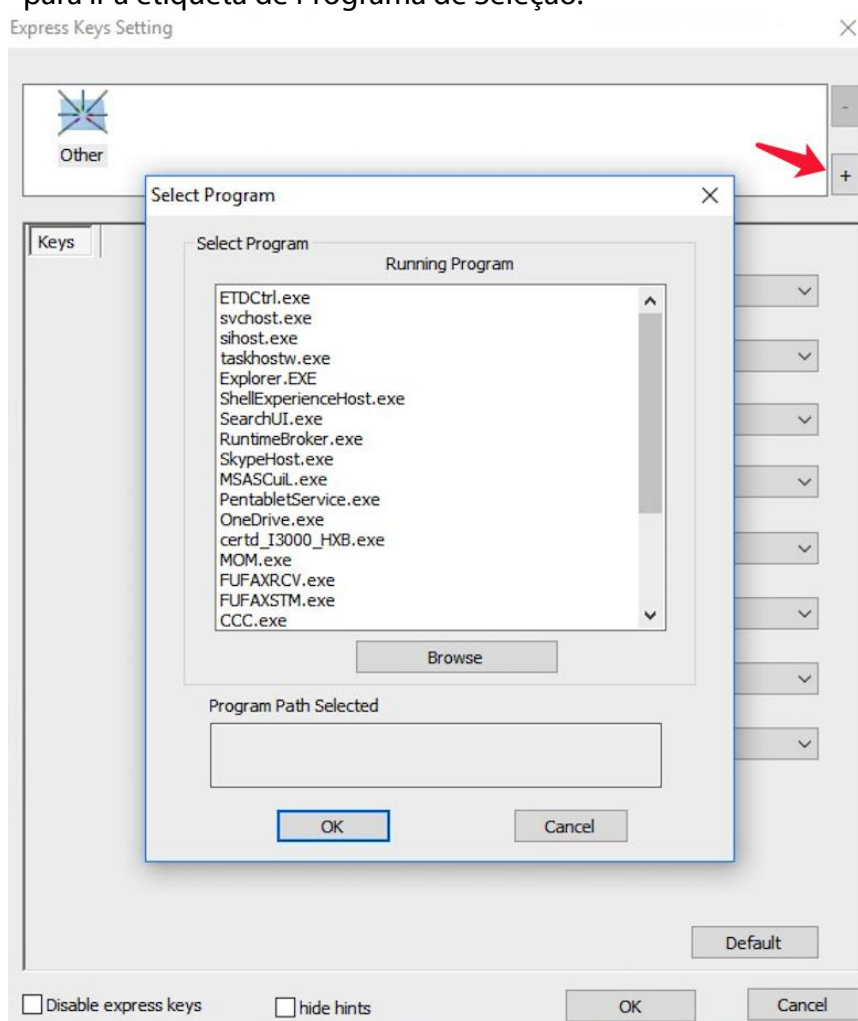 para ir à etiqueta de Programa de Seleção.
Express Keys Setting
-
Other
+
Select Program
Keys
Select Program
Running Program
ETDCtrl.exe
svchost.exe
sihost.exe
taskhostw.exe
Explorer.EXE
ShellExperienceHost.exe
SearchUI.exe
RuntimeBroker.exe
SkypeHost.exe
MSASCuiL.exe
PentabletService.exe
OneDrive.exe
certd_I3000_HXB.exe
MOM.exe
FUFAXRCV.exe
FUFAXSTM.exe
CCC.exe
Browse
Program Path Selected
OK Cancel
Default
Disable express keys hide hints OK Cancel